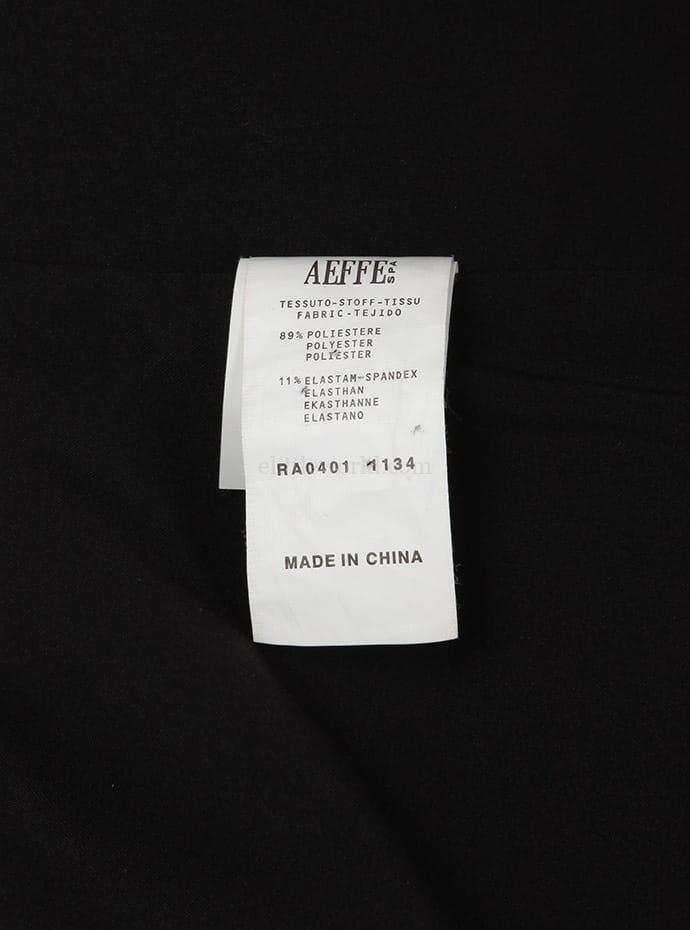 AEFFE SPA
TESSUTO-STOFF-TISSU
FABRIC-TEJIDO
89% POLIESTERE
POLYESTER
POLIESTER
11% ELASTAM-SPANDEX
ELASTHAN
EKASTHANNE
ELASTANO
RA0401 1134
MADE IN CHINA